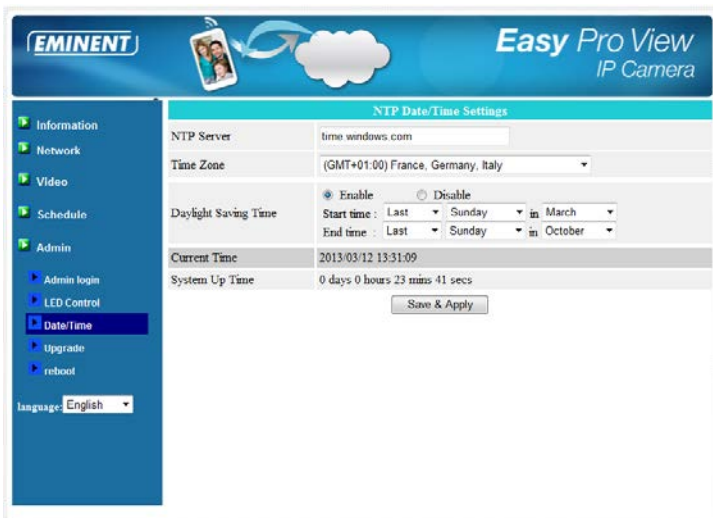 EMINENT
Easy Pro View
IP Camera
Information
Network
Video
Schedule
Admin
Admin login
LED Control
Date/Time
Upgrade
reboot
language: English
NTP Date/Time Settings
NTP Server time.windows.com
Time Zone (GMT+01:00) France, Germany, Italy
Daylight Saving Time
Enable Disable
Start time : Last Sunday in March
End time : Last Sunday in October
Current Time 2013/03/12 13:31:09
System Up Time 0 days 0 hours 23 mins 41 secs
Save & Apply